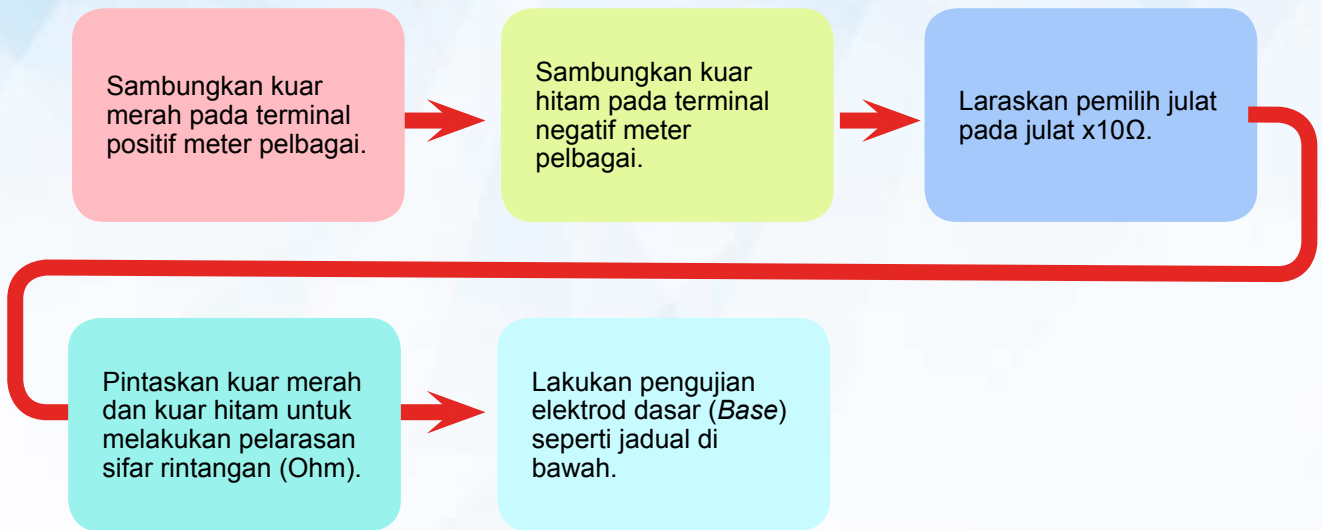 Sambungkan kuar
merah pada terminal
positif meter pelbagai.
Sambungkan kuar
hitam pada terminal
negatif meter
pelbagai.
Laraskan pemilih julat
pada julat x10Ω.
Pintaskan kuar merah
dan kuar hitam untuk
melakukan pelarasan
sifar rintangan (Ohm).
Lakukan pengujian
elektrod dasar (Base)
seperti jadual di
bawah.